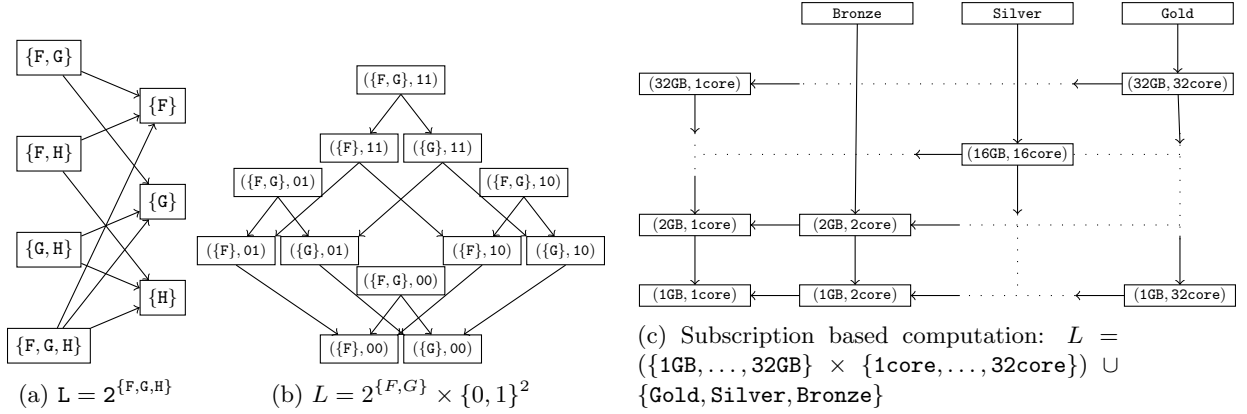 {F, G}
{F, H}
{G, H}
{F, G, H}
{F}
{G}
{H}
(a) L = 2^{F,G,H}
({F, G}, 11)
({F}, 11) ({G}, 11)
({F, G}, 01) ({F, G}, 10)
({F}, 01) ({G}, 01) ({F}, 10) ({G}, 10)
({F, G}, 00)
({F}, 00) ({G}, 00)
(b) L = 2^{F,G} × {0, 1}^2
Bronze Silver Gold
(32GB, 1core) (32GB, 32core)
(16GB, 16core)
(2GB, 1core) (2GB, 2core)
(1GB, 1core) (1GB, 2core) (1GB, 32core)
(c) Subscription based computation: L =
({1GB, . . . , 32GB} × {1core, . . . , 32core}) ∪
{Gold, Silver, Bronze}